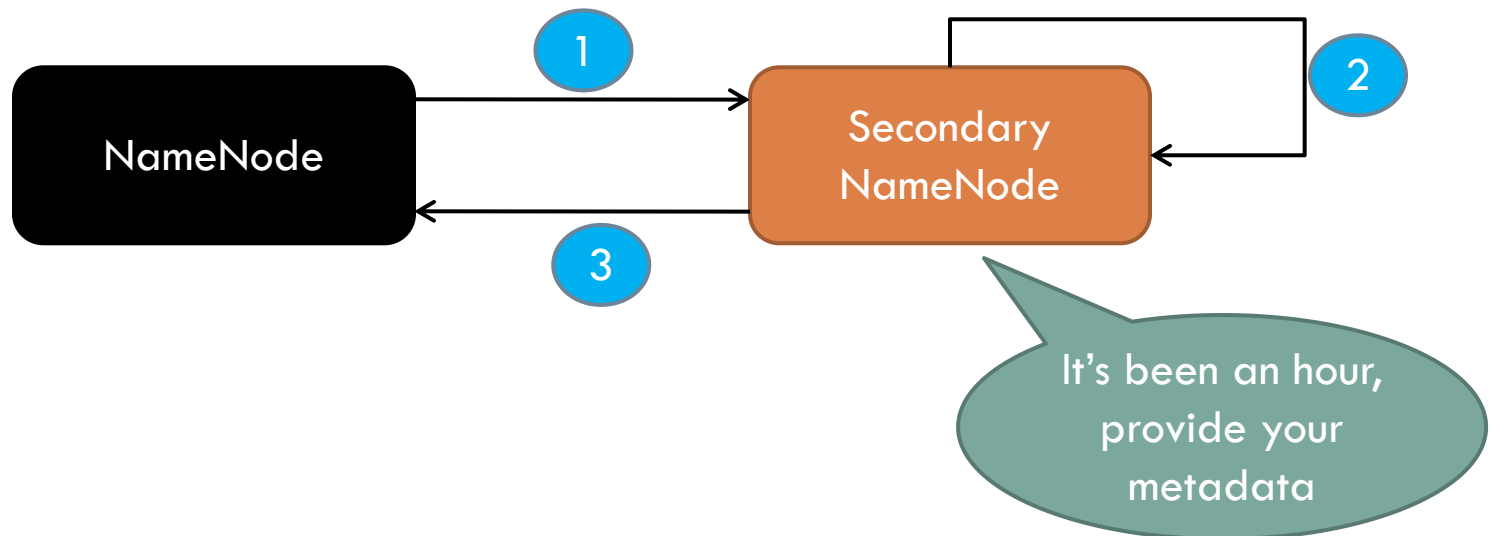 1
2
NameNode
Secondary
NameNode
3
It's been an hour,
provide your
metadata